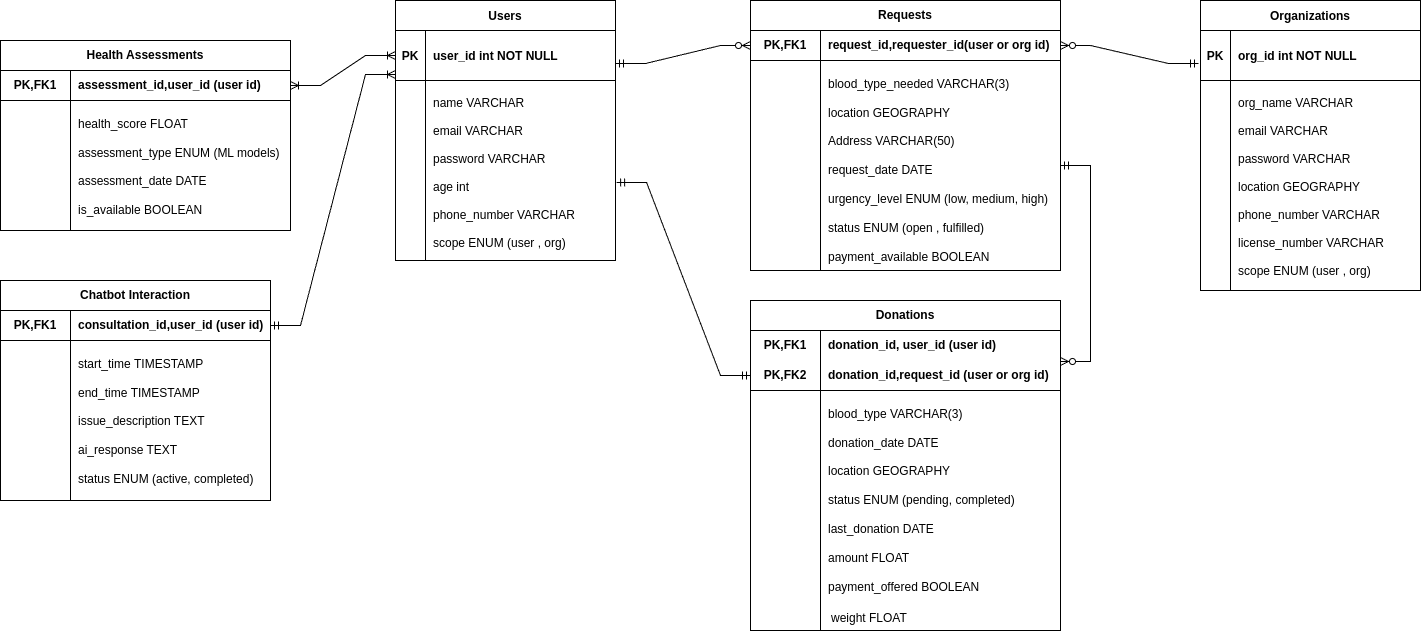 Health Assessments
PK,FK1 assessment_id,user_id (user id)
health_score FLOAT
assessment_type ENUM (ML models)
assessment_date DATE
is_available BOOLEAN
Chatbot Interaction
PK,FK1 consultation_id,user_id (user id)
start_time TIMESTAMP
end_time TIMESTAMP
issue_description TEXT
ai_response TEXT
status ENUM (active, completed)
Users
PK user_id int NOT NULL
name VARCHAR
email VARCHAR
password VARCHAR
age int
phone_number VARCHAR
scope ENUM (user , org)
Requests
PK,FK1 request_id,requester_id(user or org id)
blood_type_needed VARCHAR(3)
location GEOGRAPHY
Address VARCHAR(50)
request_date DATE
urgency_level ENUM (low, medium, high)
status ENUM (open , fulfilled)
payment_available BOOLEAN
Donations
PK,FK1 donation_id, user_id (user id)
PK,FK2 donation_id,request_id (user or org id)
blood_type VARCHAR(3)
donation_date DATE
location GEOGRAPHY
status ENUM (pending, completed)
last_donation DATE
amount FLOAT
payment_offered BOOLEAN
weight FLOAT
Organizations
PK org_id int NOT NULL
org_name VARCHAR
email VARCHAR
password VARCHAR
location GEOGRAPHY
phone_number VARCHAR
license_number VARCHAR
scope ENUM (user , org)